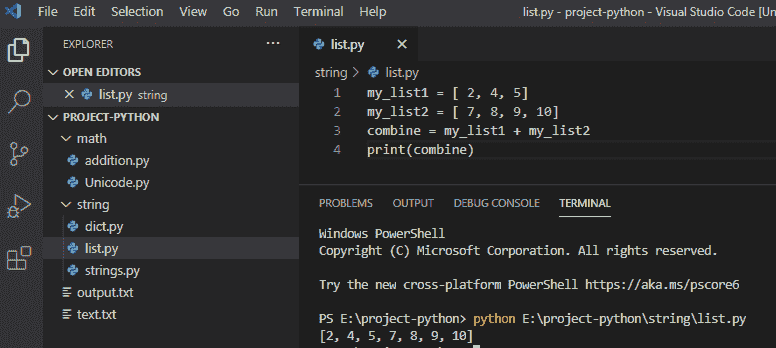 File Edit Selection View Go Run Terminal Help list.py - project-python - Visual Studio Code [Un
EXPLORER ...
OPEN EDITORS
list.py string
PROJECT-PYTHON
math
addition.py
Unicode.py
string
dict.py
list.py
strings.py
output.txt
text.txt
list.py
string > list.py
1 my_list1 = [ 2, 4, 5]
2 my_list2 = [ 7, 8, 9, 10]
3 combine = my_list1 + my_list2
4 print(combine)
PROBLEMS OUTPUT DEBUG CONSOLE TERMINAL
Windows PowerShell
Copyright (C) Microsoft Corporation. All rights reserved.
Try the new cross-platform PowerShell https://aka.ms/pscore6
PS E:\project-python> python E:\project-python\string\list.py
[2, 4, 5, 7, 8, 9, 10]